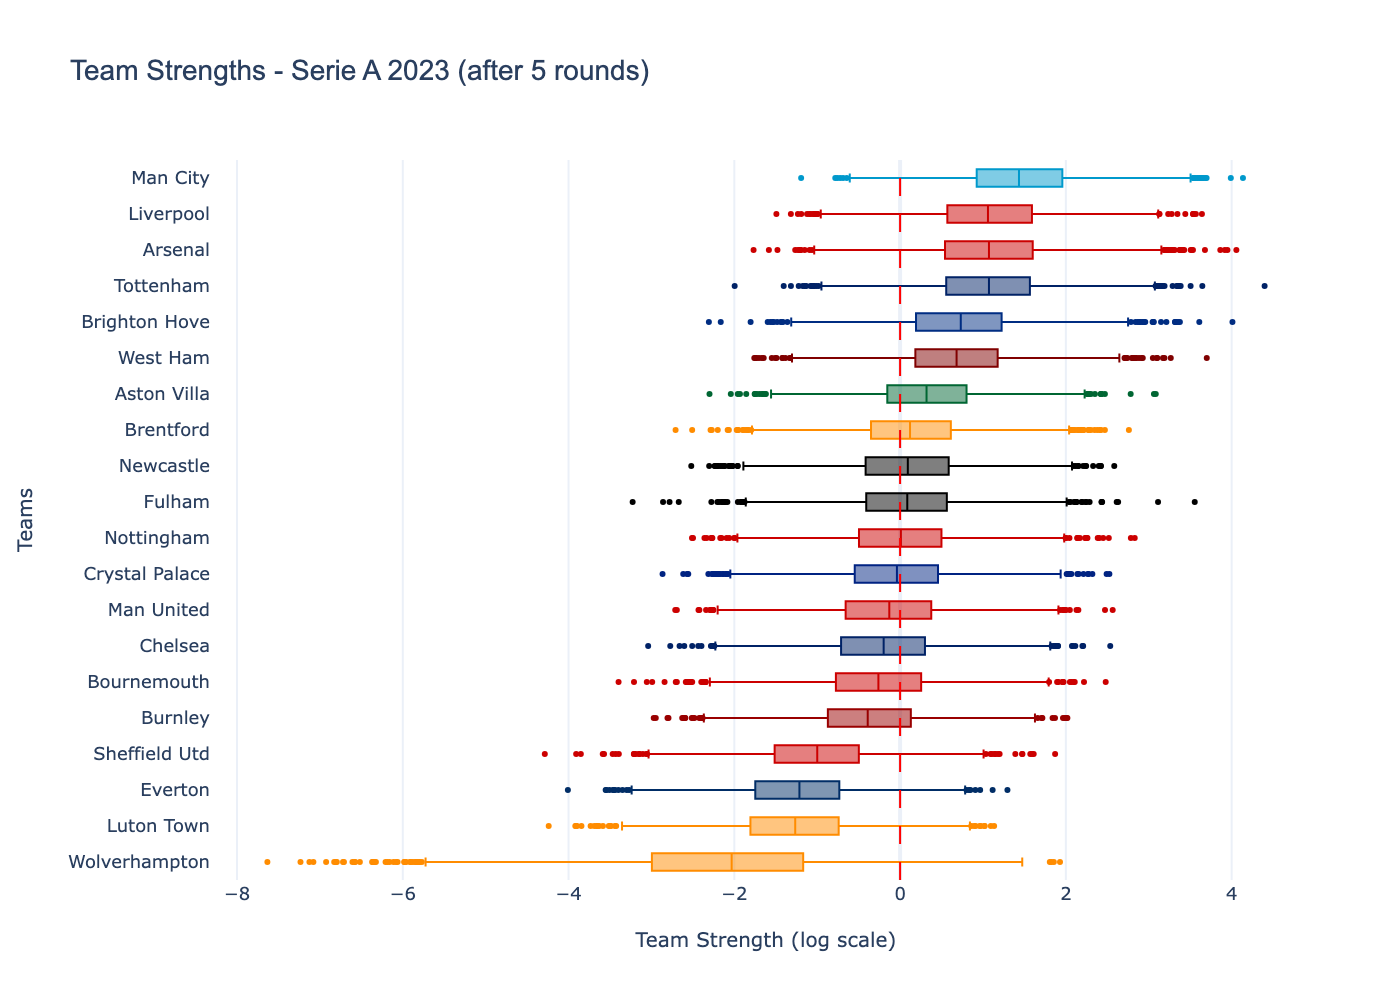 Team Strengths - Serie A 2023 (after 5 rounds)
Man City
Liverpool
Arsenal
Tottenham
Brighton Hove
West Ham
Aston Villa
Brentford
Newcastle
Fulham
Nottingham
Crystal Palace
Man United
Chelsea
Bournemouth
Burnley
Sheffield Utd
Everton
Luton Town
Wolverhampton
Teams
−8 −6 −4 −2 0 2 4
Team Strength (log scale)